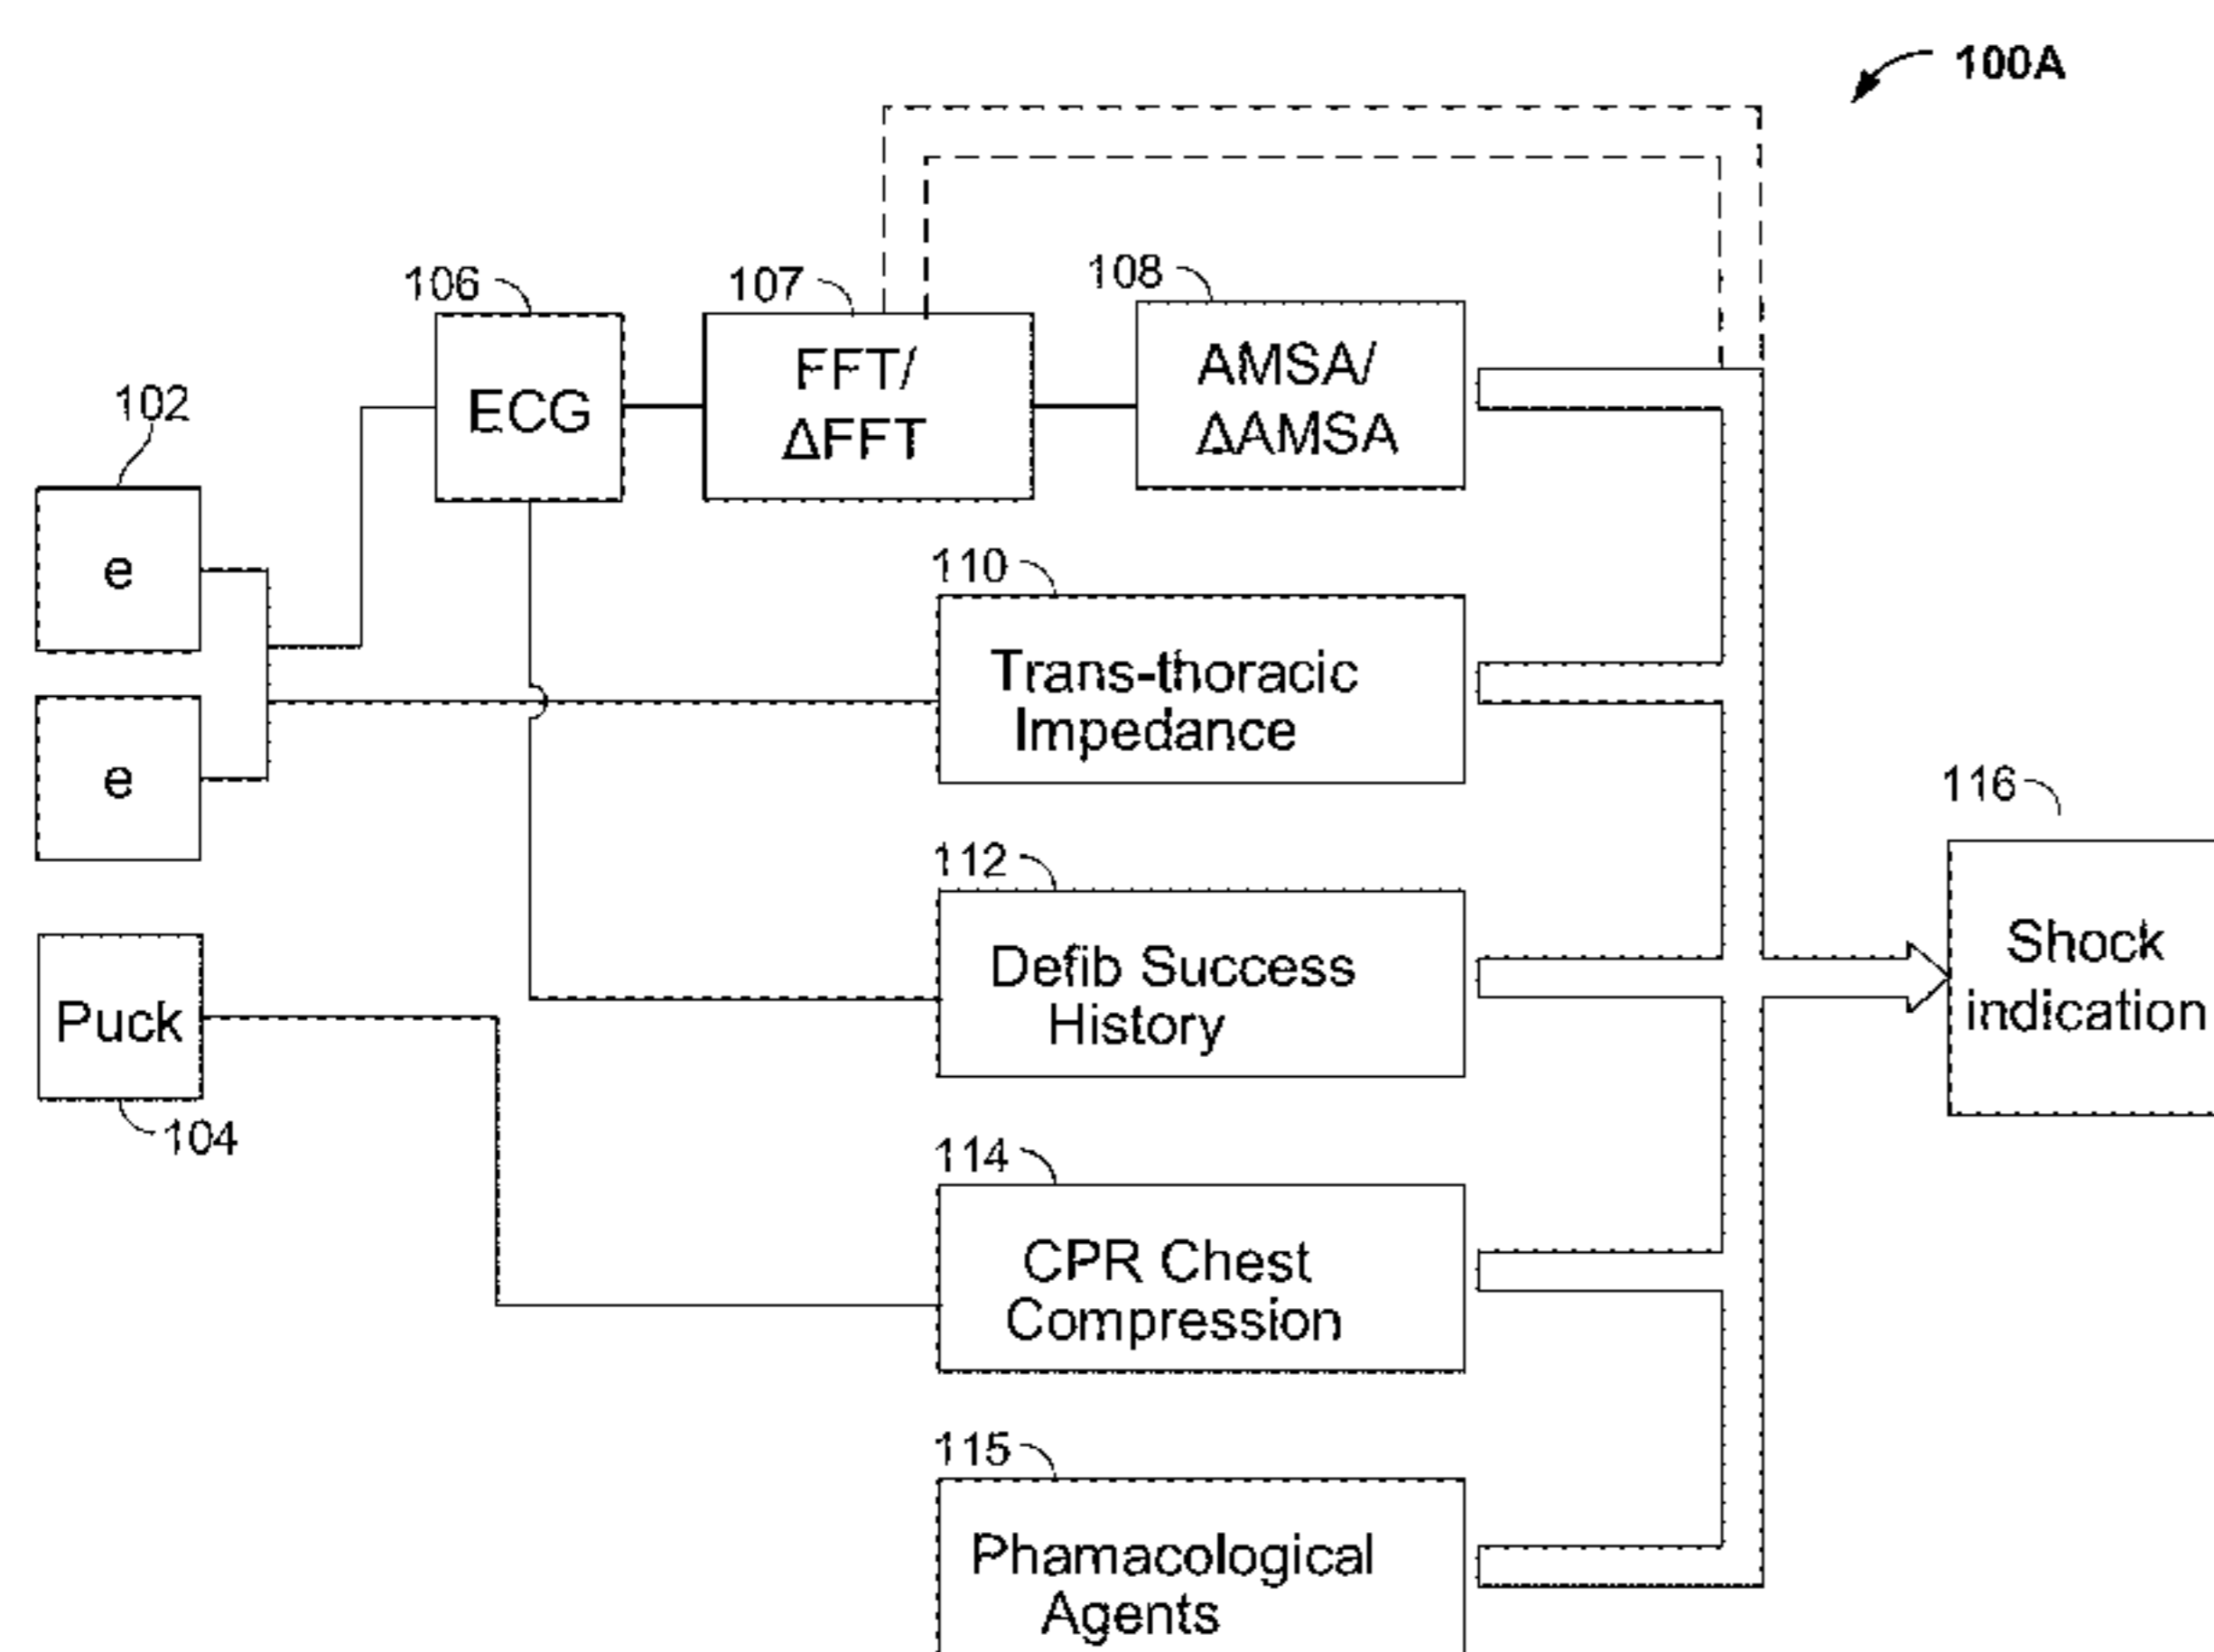 100A
106
107
108
FFT/
ΔFFT
AMSA/
ΔAMSA
ECG
102
e
110
Trans-thoracic
Impedance
e
116
112
Defib Success
History
Shock
indication
Puck
104
114
CPR Chest
Compression
115
Phamacological
Agents